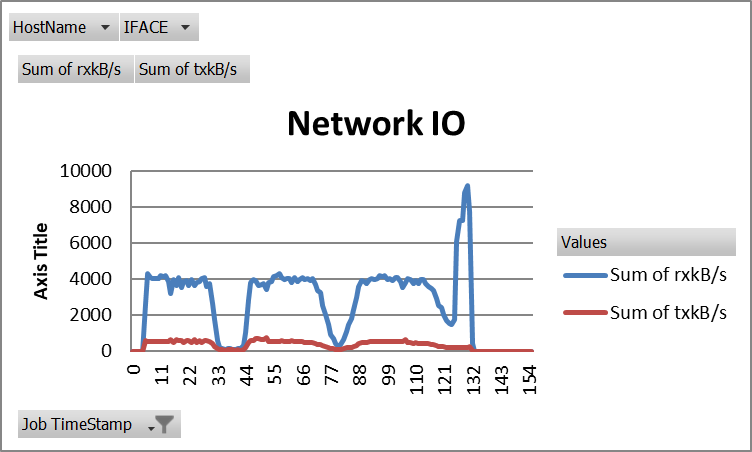 HostName IFACE
Sum of rxkB/s Sum of txkB/s
Network IO
10000
8000
6000
4000
2000
0
Axis Title
0 11 22 33 44 55 66 77 88 99 110 121 132 143 154
Values
Sum of rxkB/s
Sum of txkB/s
Job TimeStamp